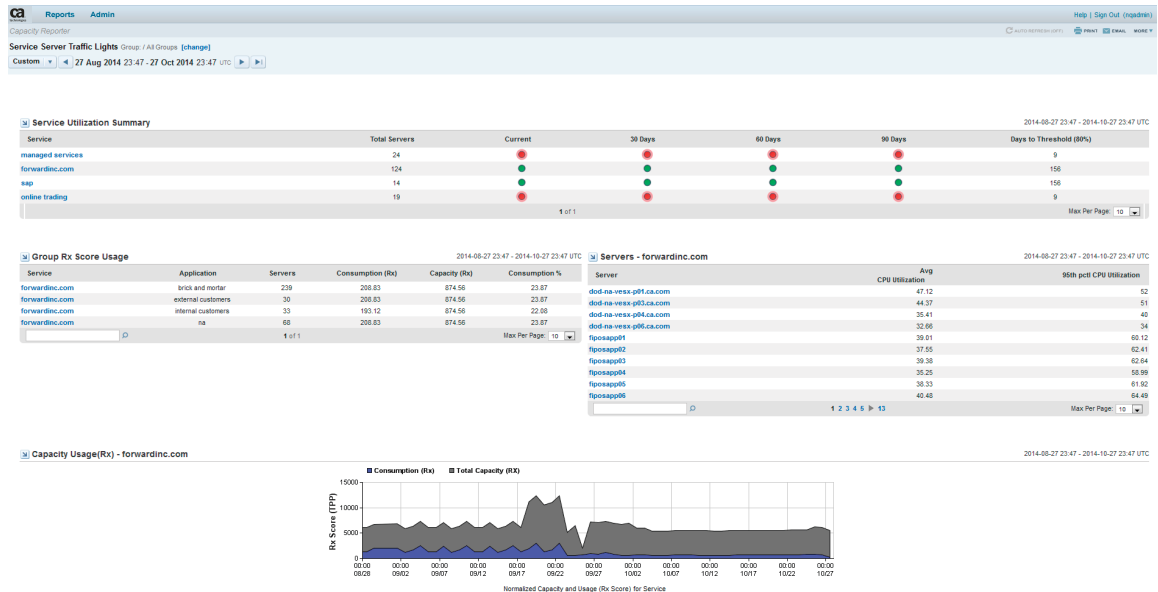 ca
technologies
Reports Admin
Help | Sign Out (nqadmin)
Capacity Reporter
AUTO REFRESH (OFF) PRINT EMAIL MORE
Service Server Traffic Lights Group: / All Groups [change]
Custom 27 Aug 2014 23:47 - 27 Oct 2014 23:47 UTC
Service Utilization Summary 2014-08-27 23:47 - 2014-10-27 23:47 UTC
Service Total Servers Current 30 Days 60 Days 90 Days Days to Threshold (80%)
managed services 24 9
forwardinc.com 124 156
sap 14 156
online trading 19 9
1 of 1 Max Per Page: 10
Group Rx Score Usage 2014-08-27 23:47 - 2014-10-27 23:47 UTC
Service Application Servers Consumption (Rx) Capacity (Rx) Consumption %
forwardinc.com brick and mortar 239 208.83 874.56 23.87
forwardinc.com external customers 30 208.83 874.56 23.87
forwardinc.com internal customers 33 193.12 874.56 22.08
forwardinc.com na 68 208.83 874.56 23.87
1 of 1 Max Per Page: 10
Servers - forwardinc.com 2014-08-27 23:47 - 2014-10-27 23:47 UTC
Server Avg CPU Utilization 95th pctl CPU Utilization
dod-na-vesx-p01.ca.com 47.12 52
dod-na-vesx-p03.ca.com 44.37 51
dod-na-vesx-p04.ca.com 35.41 40
dod-na-vesx-p06.ca.com 32.66 34
fiposapp01 39.01 60.12
fiposapp02 37.55 62.41
fiposapp03 39.38 62.64
fiposapp04 35.25 58.99
fiposapp05 38.33 61.92
fiposapp06 40.48 64.49
1 2 3 4 5 13 Max Per Page: 10
Capacity Usage(Rx) - forwardinc.com 2014-08-27 23:47 - 2014-10-27 23:47 UTC
Consumption (Rx) Total Capacity (RX)
Rx Score (TPP)
15000
10000
5000
0
00:00 00:00 00:00 00:00 00:00 00:00 00:00 00:00 00:00 00:00 00:00 00:00 00:00
08/28 09/02 09/07 09/12 09/17 09/22 09/27 10/02 10/07 10/12 10/17 10/22 10/27
Normalized Capacity and Usage (Rx Score) for Service